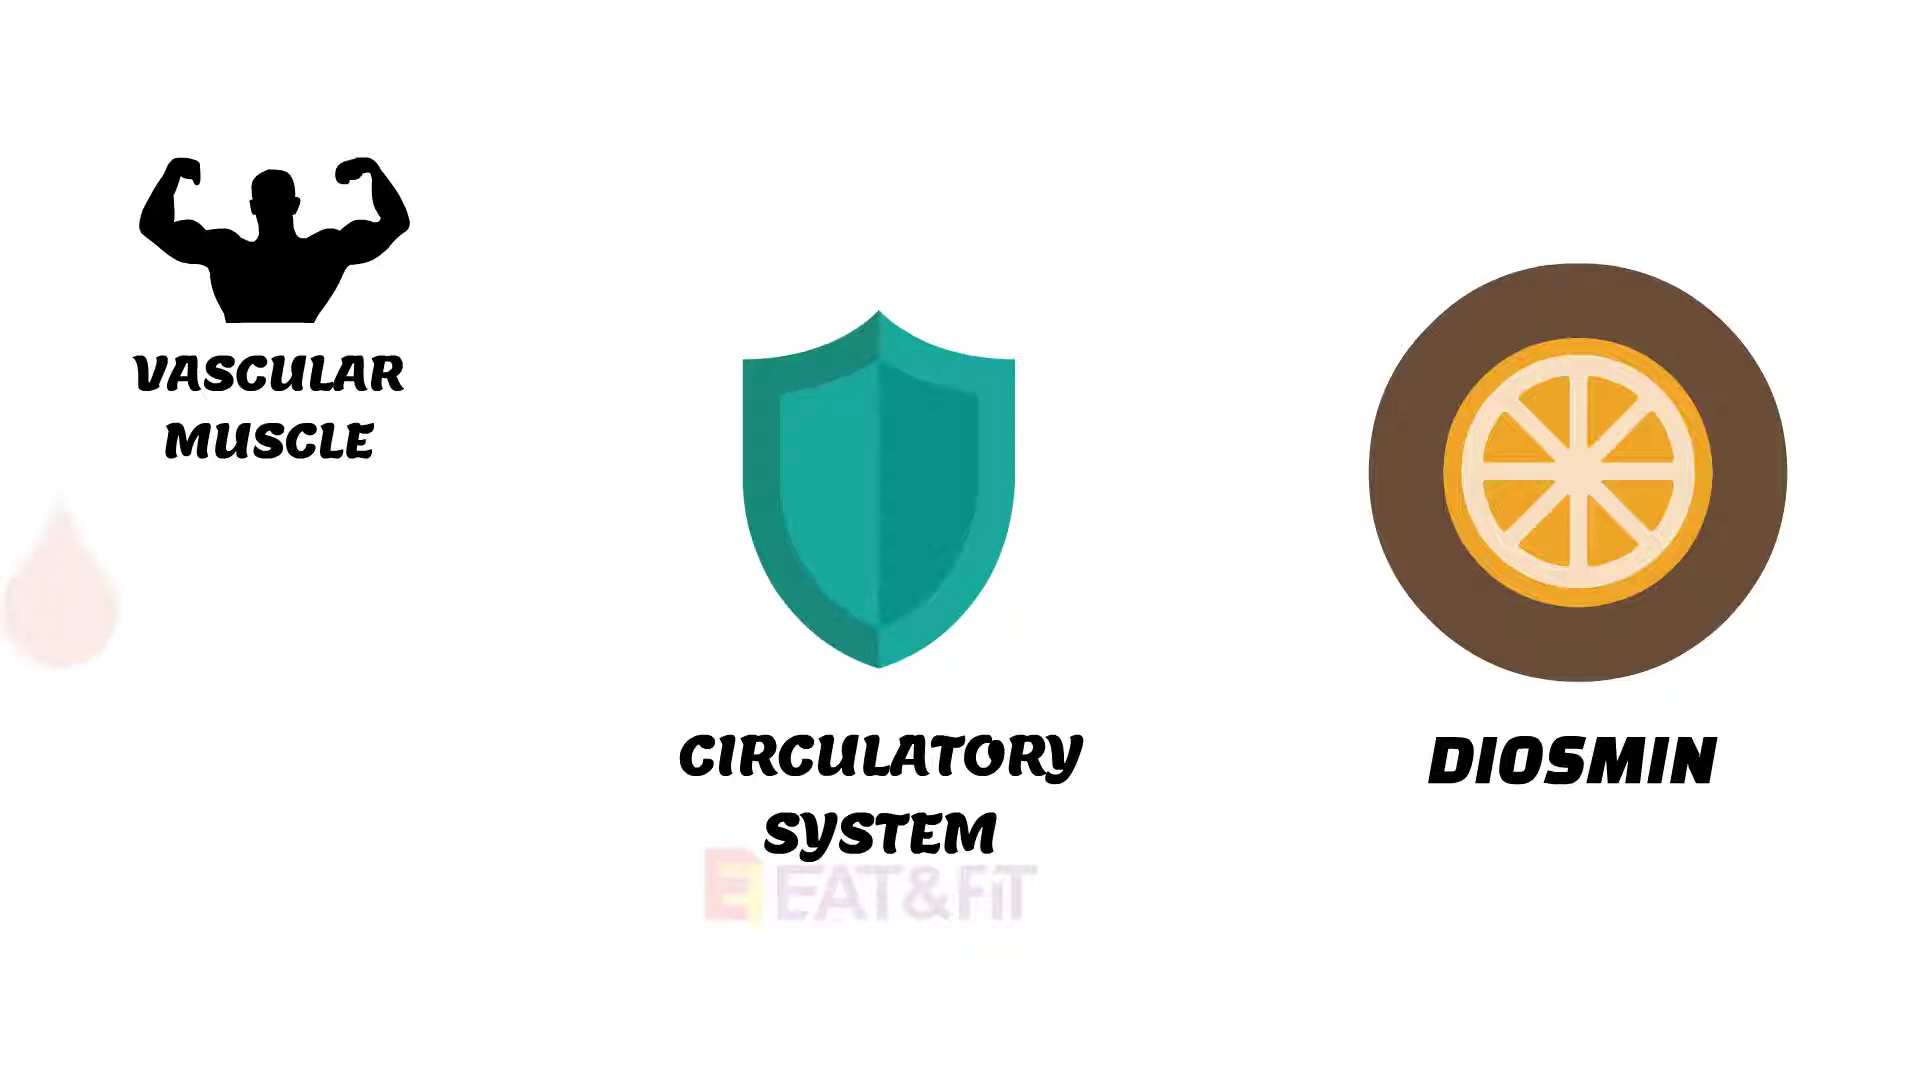 VASCULAR
MUSCLE
CIRCULATORY
SYSTEM
DIOSMIN
E EAT&FIT